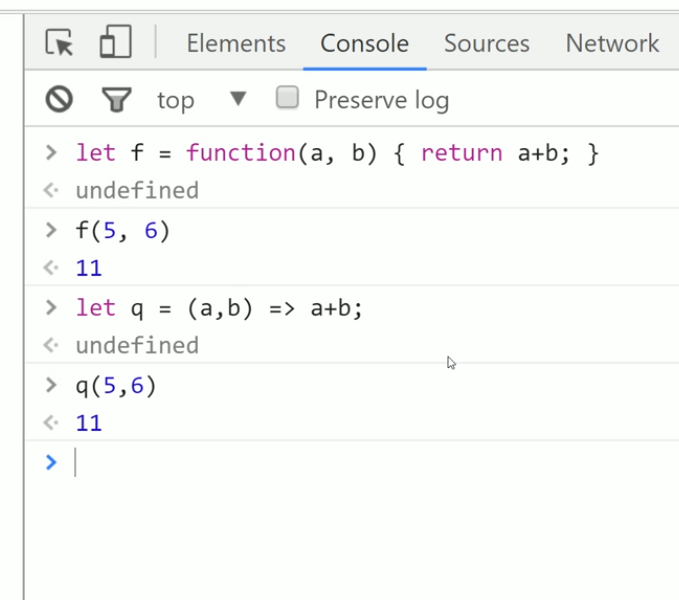 Elements Console Sources Network
top Preserve log
> let f = function(a, b) { return a+b; }
undefined
> f(5, 6)
11
> let q = (a,b) => a+b;
undefined
> q(5,6)
11
>